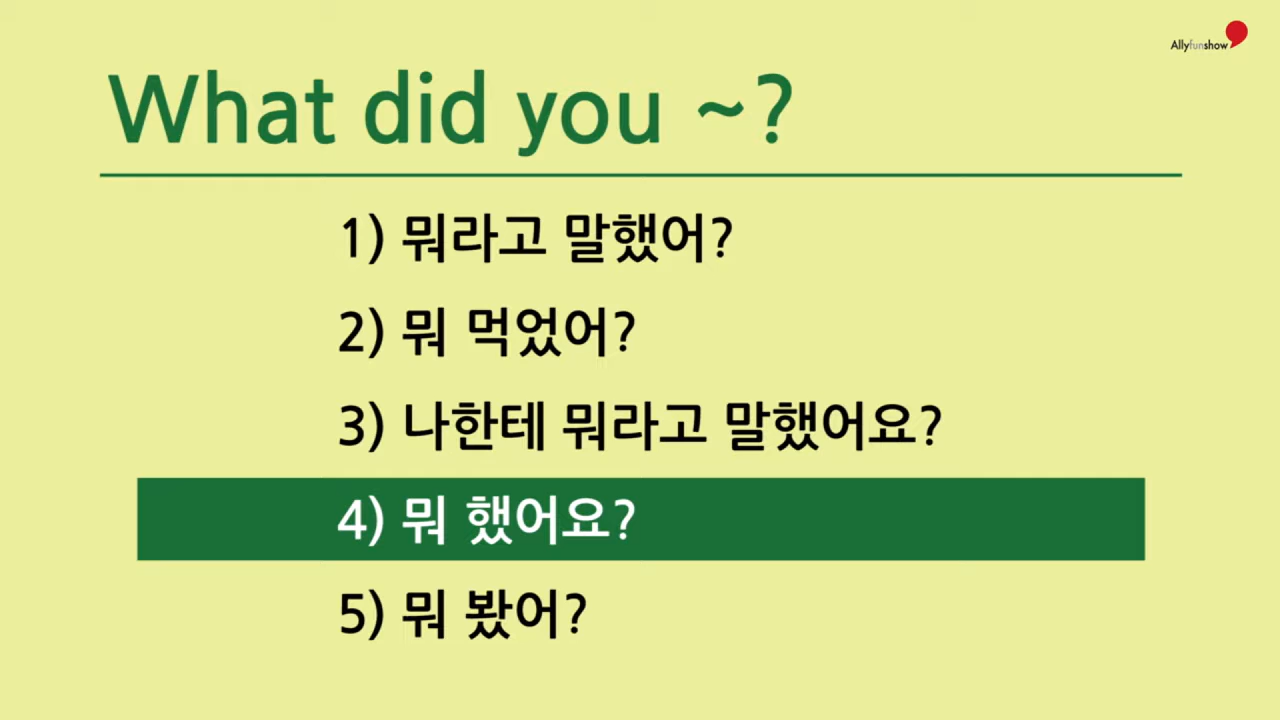 Allyfunshow
What did you ~?
1) 뭐라고 말했어?
2) 뭐 먹었어?
3) 나한테 뭐라고 말했어요?
4) 뭐 했어요?
5) 뭐 봤어?